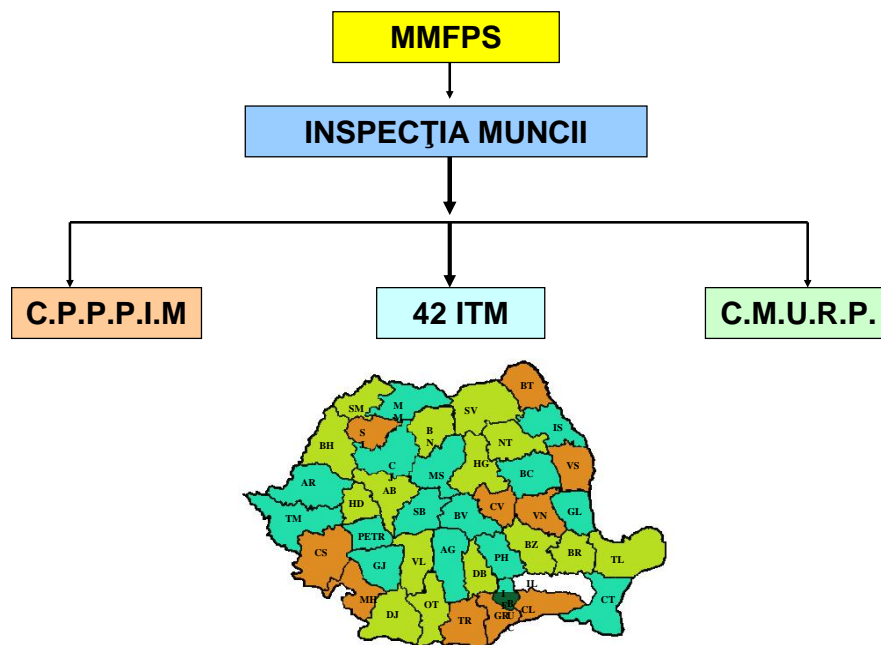 MMFPS
INSPECŢIA MUNCII
C.P.P.P.I.M
42 ITM
C.M.U.R.P.
BT
SM
M
M
SV
B
N
S
IS
BH
NT
HG
VS
C
J
MS
BC
AR
AB
HD
SB
BV
CV
VN
GL
TM
PETR
CS
GJ
VL
AG
PH
BZ
BR
TL
DB
IL
MH
CT
OT
DJ
TR
GR
CL